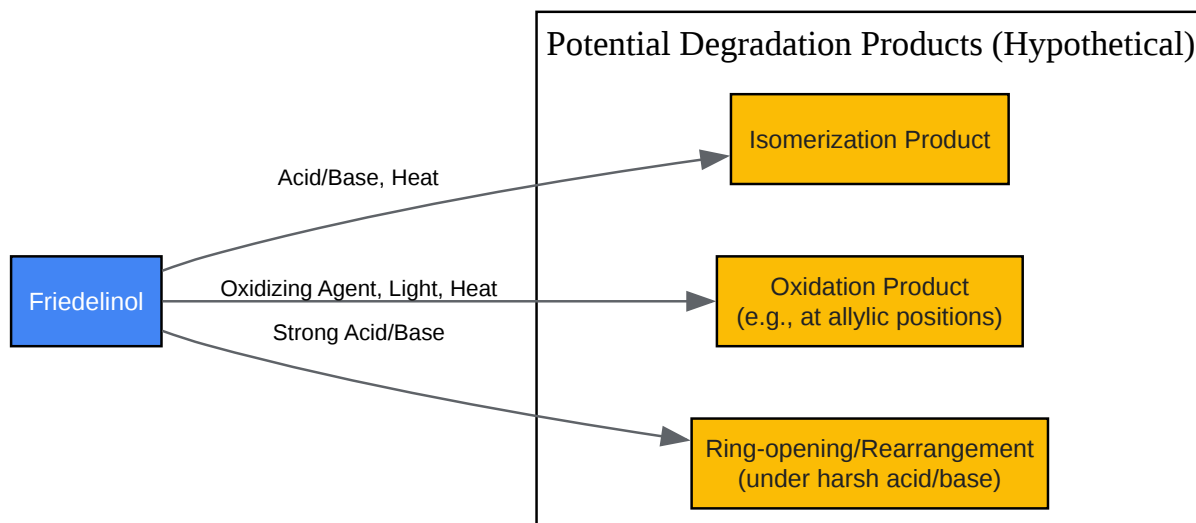 Potential Degradation Products (Hypothetical)
Isomerization Product
Acid/Base, Heat
Friedelinol
Oxidizing Agent, Light, Heat
Oxidation Product
(e.g., at allylic positions)
Strong Acid/Base
Ring-opening/Rearrangement
(under harsh acid/base)